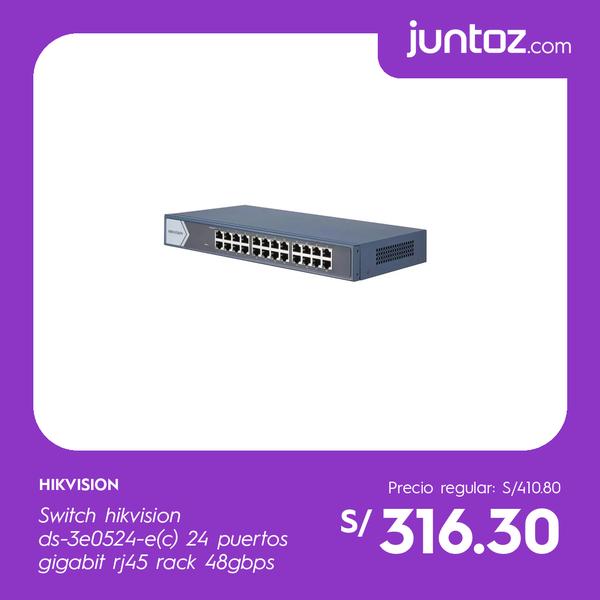 juntoz.com
HIKVISION
HIKVISION
Switch hikvision
ds-3e0524-e(c) 24 puertos
gigabit rj45 rack 48gbps
Precio regular: S/410.80
S/316.30